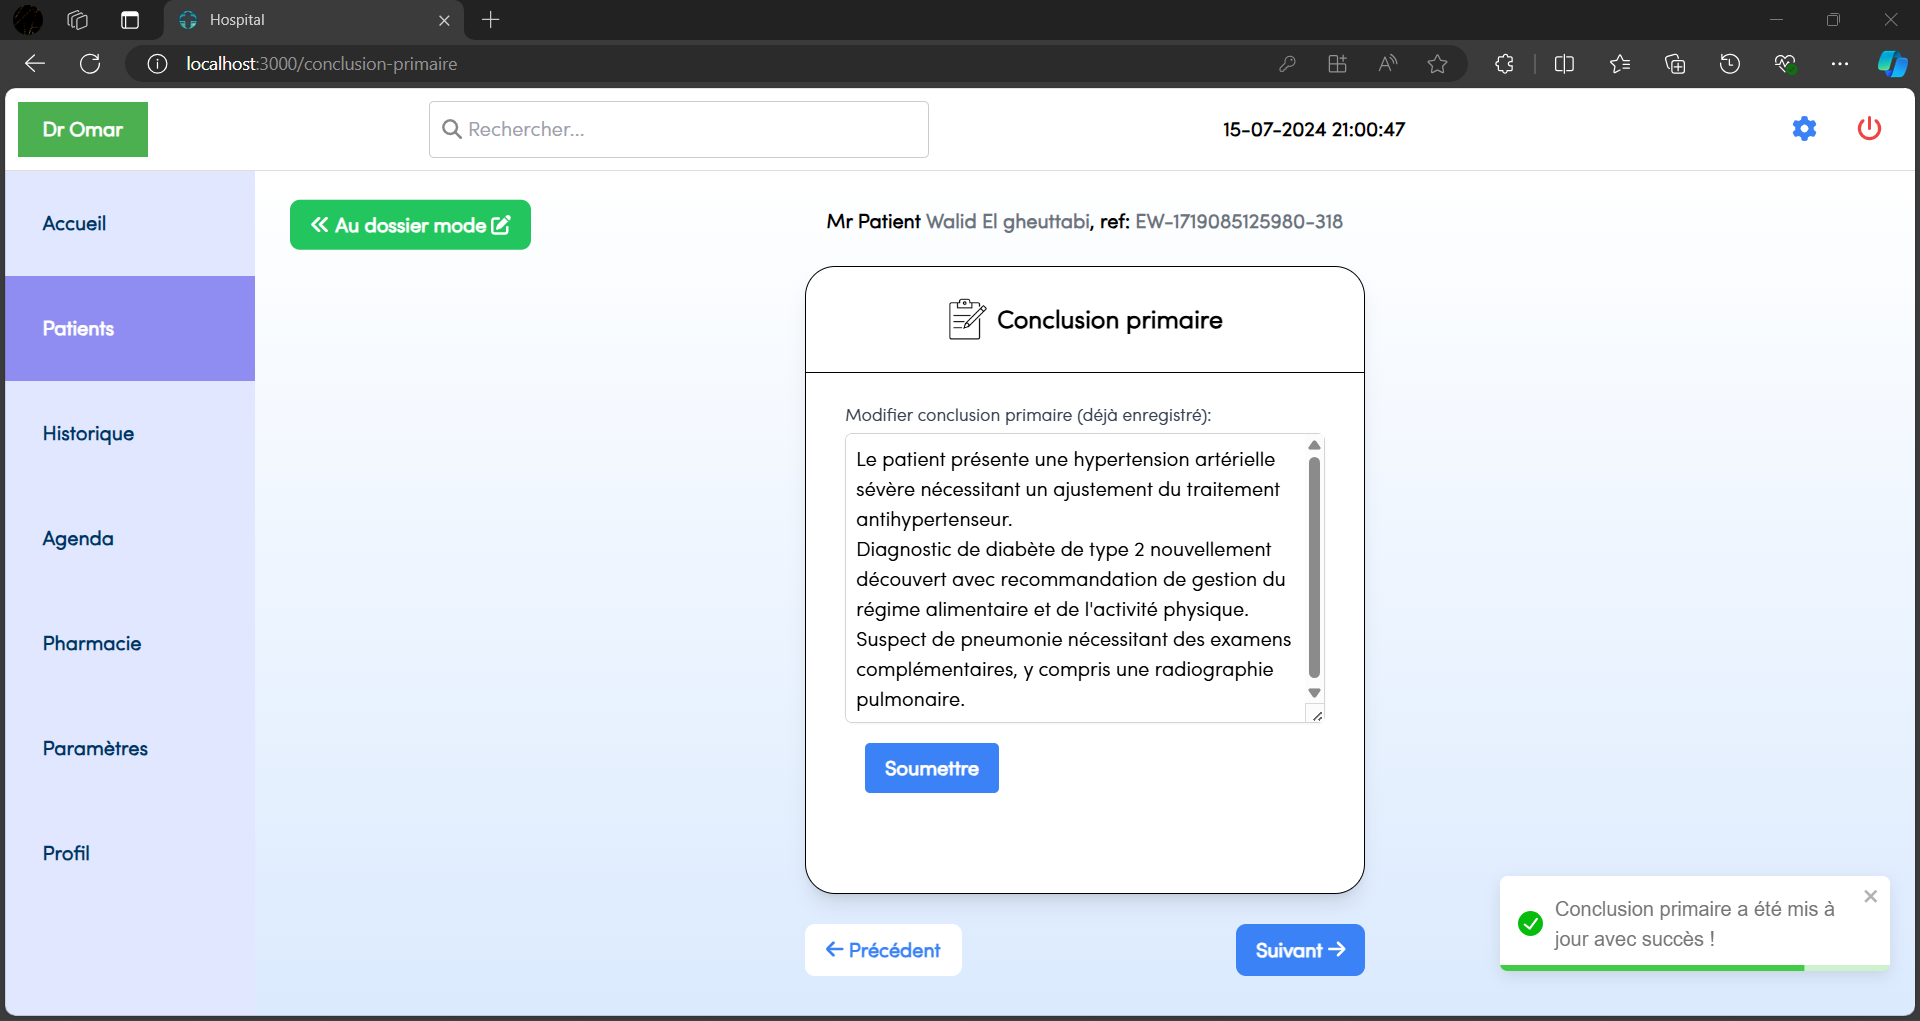 Hospital
localhost:3000/conclusion-primaire
Dr Omar
Rechercher...
15-07-2024 21:00:47
Accueil
Patients
Historique
Agenda
Pharmacie
Paramètres
Profil
Au dossier mode
Mr Patient Walid El gheuttabi, ref: EW-1719085125980-318
Conclusion primaire
Modifier conclusion primaire (déjà enregistré):
Le patient présente une hypertension artérielle
sévère nécessitant un ajustement du traitement
antihypertenseur.
Diagnostic de diabète de type 2 nouvellement
découvert avec recommandation de gestion du
régime alimentaire et de l'activité physique.
Suspect de pneumonie nécessitant des examens
complémentaires, y compris une radiographie
pulmonaire.
Soumettre
Précédent
Suivant
Conclusion primaire a été mis à
jour avec succès !